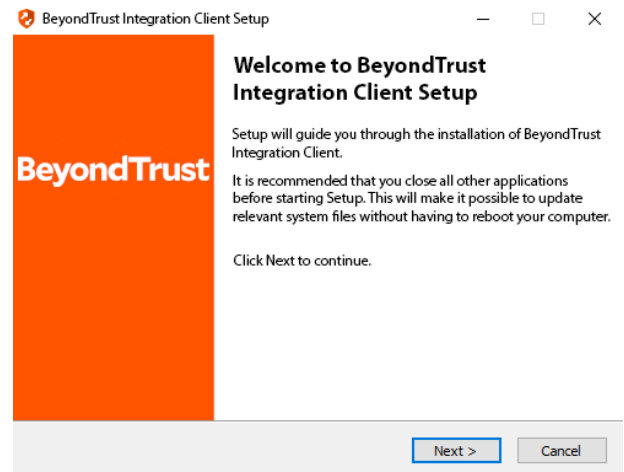 BeyondTrust Integration Client Setup
BeyondTrust
Welcome to BeyondTrust
Integration Client Setup
Setup will guide you through the installation of BeyondTrust
Integration Client.
It is recommended that you close all other applications
before starting Setup. This will make it possible to update
relevant system files without having to reboot your computer.
Click Next to continue.
Next >
Cancel